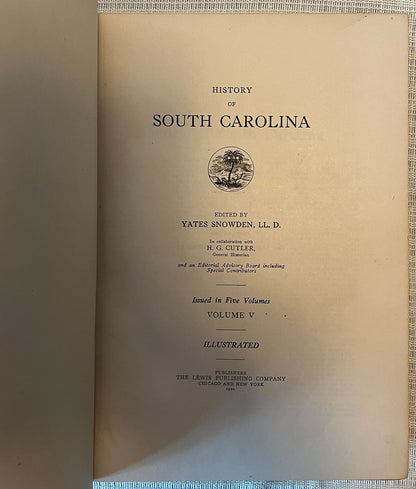 HISTORY
OF
SOUTH CAROLINA
EDITED BY
YATES SNOWDEN, LL. D.
In collaboration with
H. G. CUTLER,
General Historian
and an Editorial Advisory Board including
Special Contributors
Issued in Five Volumes
VOLUME V
ILLUSTRATED
PUBLISHERS
THE LEWIS PUBLISHING COMPANY
CHICAGO AND NEW YORK
1920